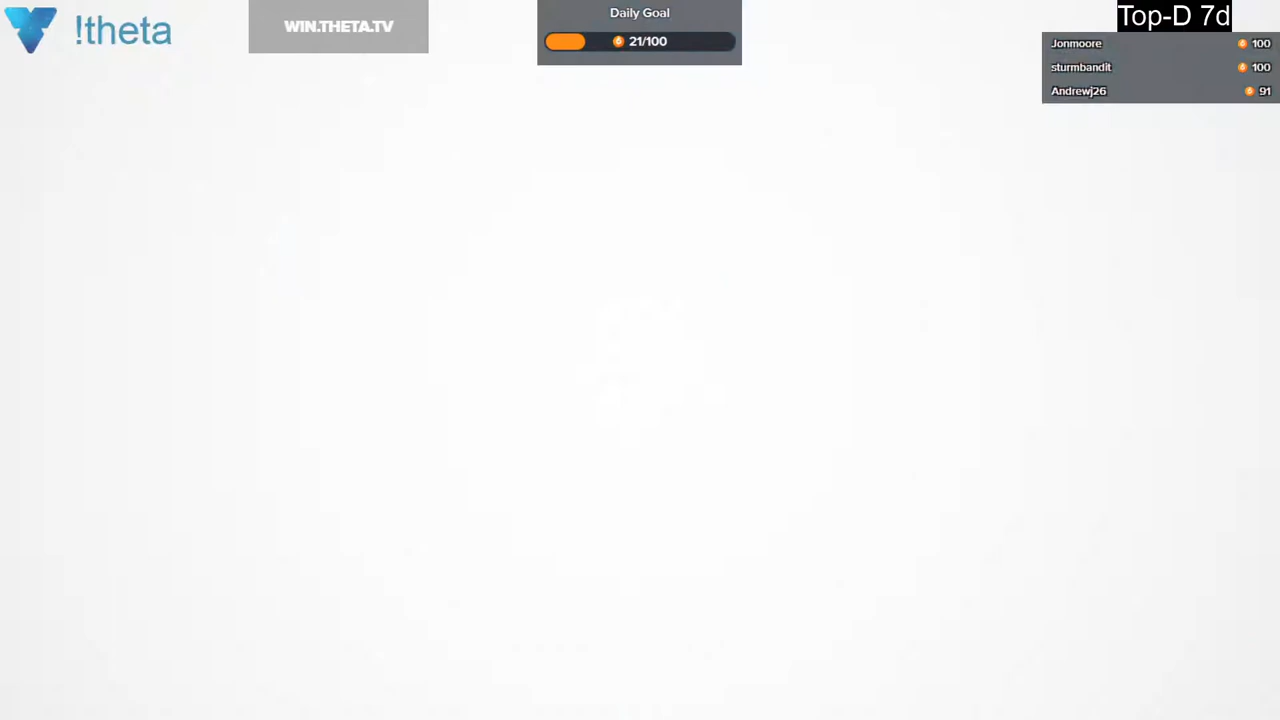 !theta
WIN.THETA.TV
Daily Goal
21/100
Top-D 7d
Jonmoore 100
sturmbandit 100
Andrewj26 91